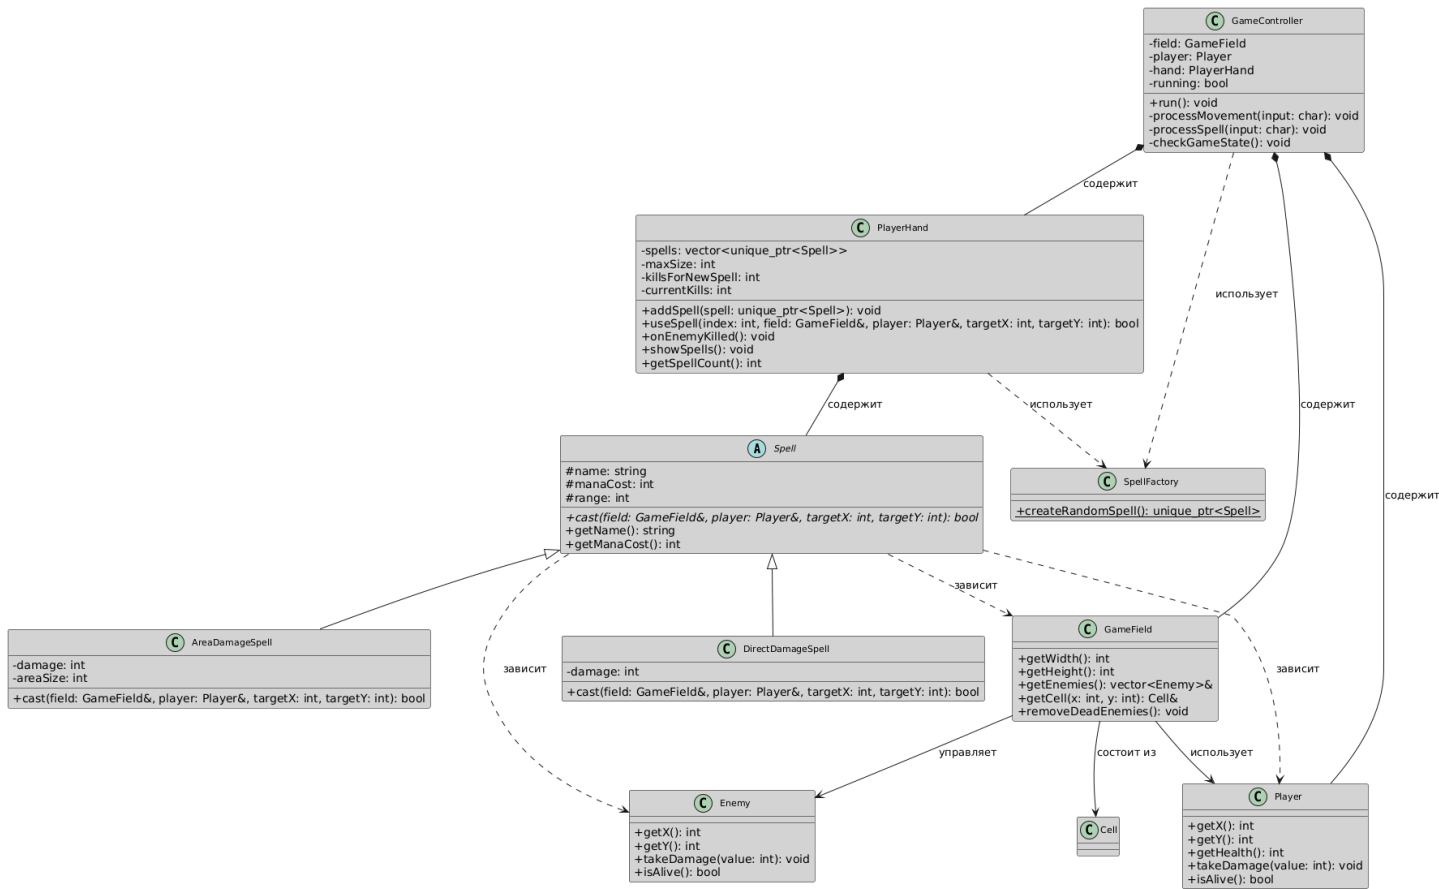 C GameController
-field: GameField
-player: Player
-hand: PlayerHand
-running: bool
+run(): void
-processMovement(input: char): void
-processSpell(input: char): void
-checkGameState(): void
содержит
C PlayerHand
-spells: vector<unique_ptr<Spell>>
-maxSize: int
-killsForNewSpell: int
-currentKills: int
+addSpell(spell: unique_ptr<Spell>): void
+useSpell(index: int, field: GameField&, player: Player&, targetX: int, targetY: int): bool
+onEnemyKilled(): void
+showSpells(): void
+getSpellCount(): int
использует
содержит
использует
содержит
содержит
A Spell
#name: string
#manaCost: int
#range: int
+cast(field: GameField&, player: Player&, targetX: int, targetY: int): bool
+getName(): string
+getManaCost(): int
C SpellFactory
+createRandomSpell(): unique_ptr<Spell>
зависит
C AreaDamageSpell
-damage: int
-areaSize: int
+cast(field: GameField&, player: Player&, targetX: int, targetY: int): bool
зависит
C DirectDamageSpell
-damage: int
+cast(field: GameField&, player: Player&, targetX: int, targetY: int): bool
C GameField
+getWidth(): int
+getHeight(): int
+getEnemies(): vector<Enemy>&
+getCell(x: int, y: int): Cell&
+removeDeadEnemies(): void
зависит
управляет
состоит из
использует
C Enemy
+getX(): int
+getY(): int
+takeDamage(value: int): void
+isAlive(): bool
C Cell
C Player
+getX(): int
+getY(): int
+getHealth(): int
+takeDamage(value: int): void
+isAlive(): bool